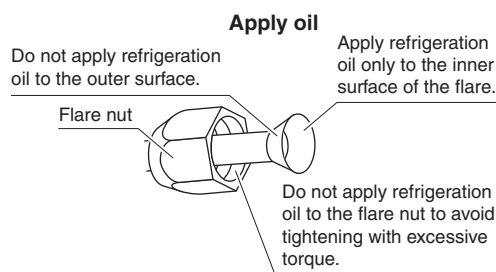 Apply oil
Do not apply refrigeration
oil to the outer surface.
Apply refrigeration
oil only to the inner
surface of the flare.
Flare nut
Do not apply refrigeration
oil to the flare nut to avoid
tightening with excessive
torque.